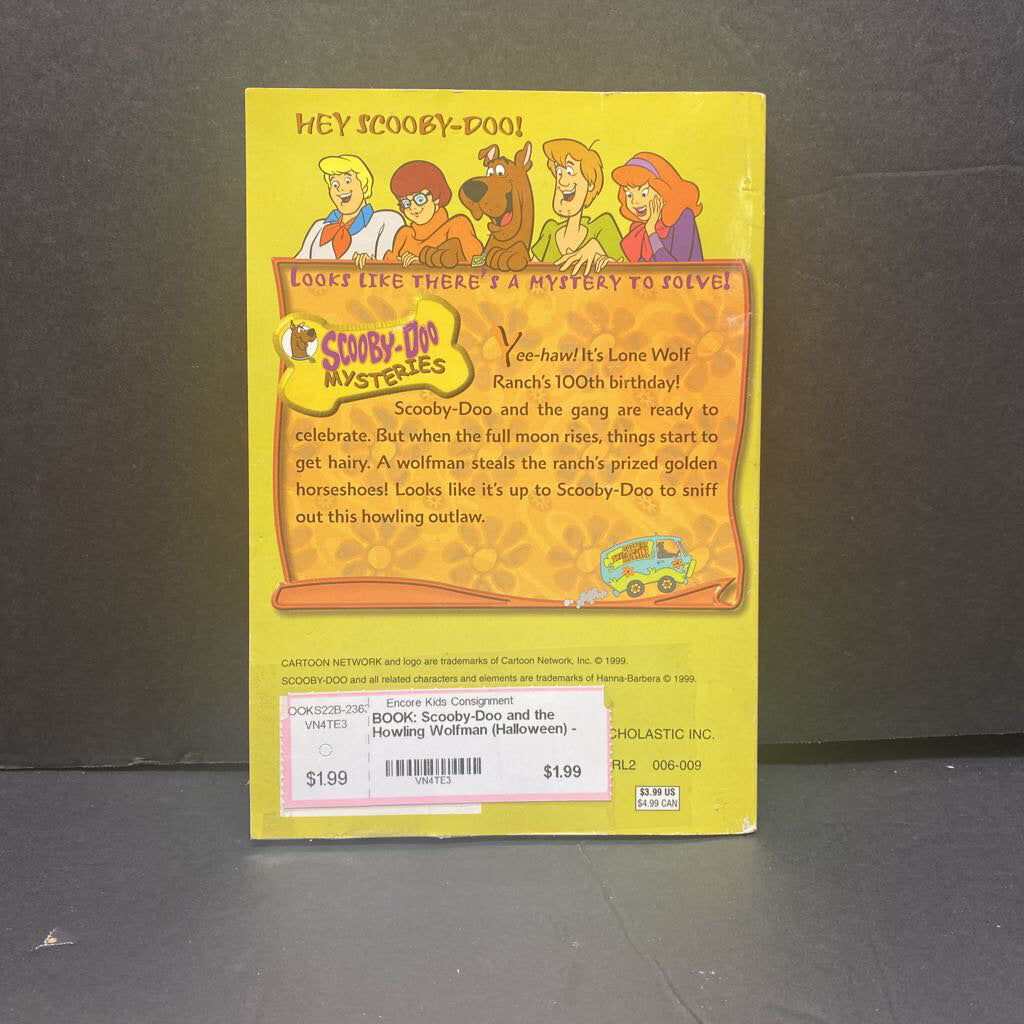 HEY SCOOBY-DOO!
LOOKS LIKE THERE'S A MYSTERY TO SOLVE!
SCOOBY-DOO
MYSTERIES
Yee-haw! It's Lone Wolf
Ranch's 100th birthday!
Scooby-Doo and the gang are ready to
celebrate. But when the full moon rises, things start to
get hairy. A wolfman steals the ranch's prized golden
horseshoes! Looks like it's up to Scooby-Doo to sniff
out this howling outlaw.
CARTOON NETWORK and logo are trademarks of Cartoon Network, Inc. © 1999.
SCOOBY-DOO and all related characters and elements are trademarks of Hanna-Barbera © 1999.
OOKS22B-2363
VN4TE3
$1.99
Encore Kids Consignment
BOOK: Scooby-Doo and the
Howling Wolfman (Halloween) -
VN4TE3
$1.99
CHOLASTIC INC.
RL2 006-009
$3.99 US
$4.99 CAN